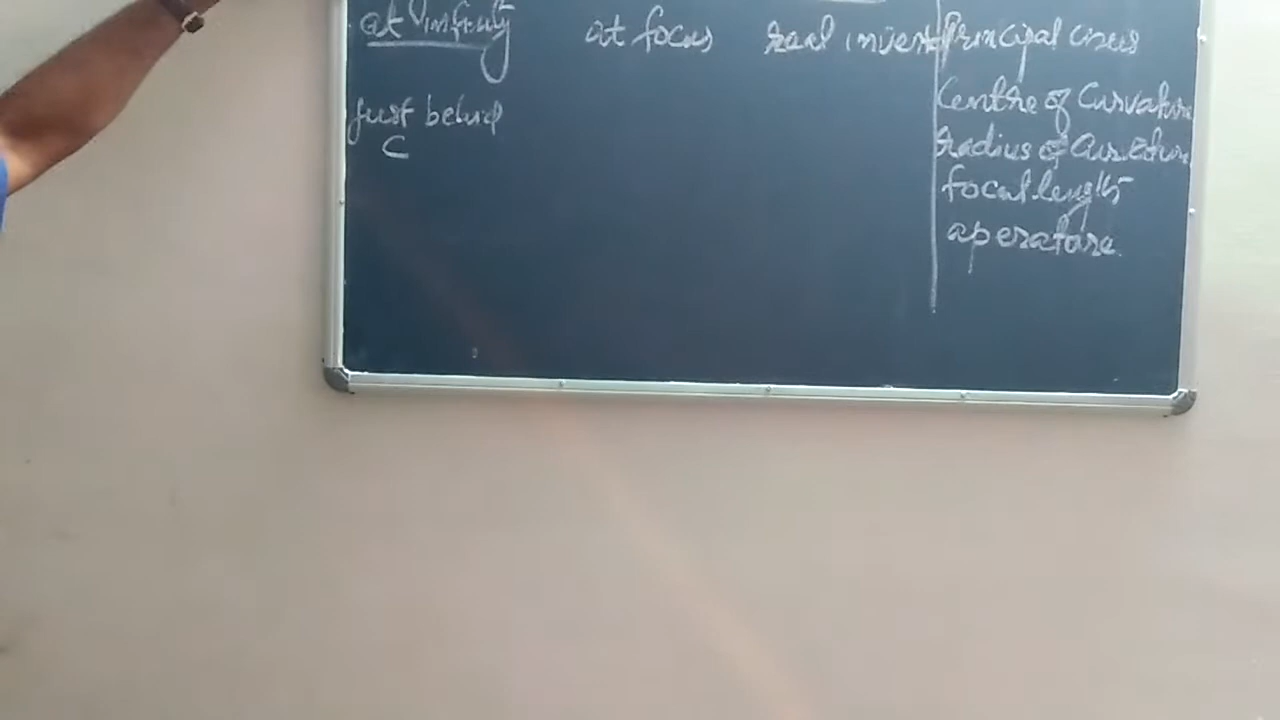 at infinity at focus real invert
just behind
C
Principal axis
Centre of Curvature
radius of Curvature
focal length
aperature.